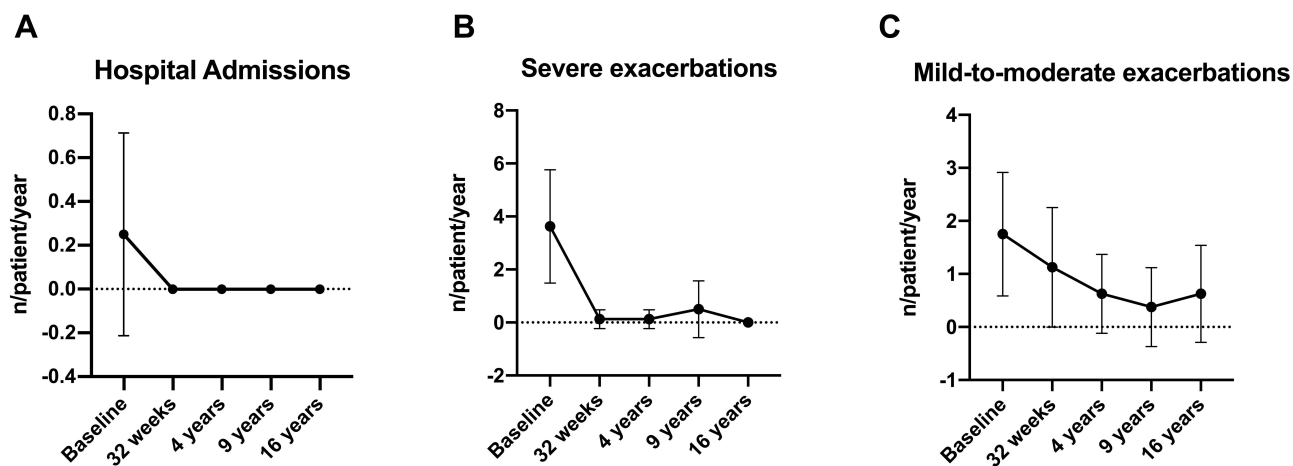 A
Hospital Admissions
n/patient/year
0.8
0.6
0.4
0.2
0.0
-0.2
-0.4
Baseline
32 weeks
4 years
9 years
16 years
B
Severe exacerbations
n/patient/year
8
6
4
2
0
-2
Baseline
32 weeks
4 years
9 years
16 years
C
Mild-to-moderate exacerbations
n/patient/year
4
3
2
1
0
-1
Baseline
32 weeks
4 years
9 years
16 years